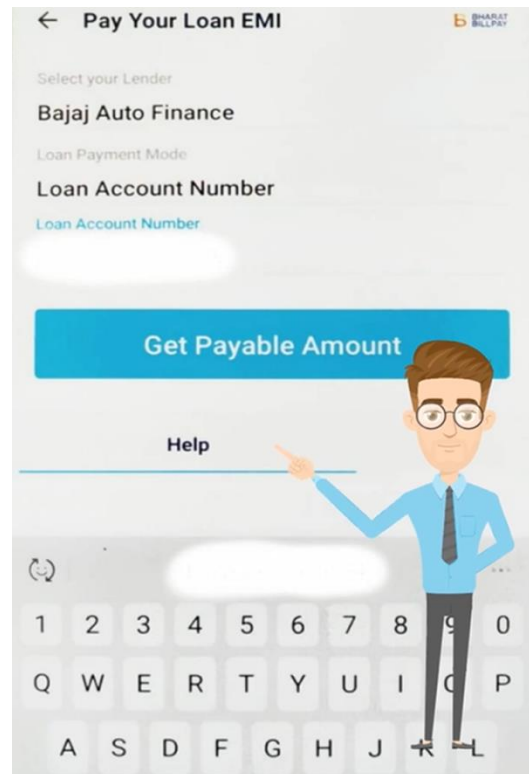 Pay Your Loan EMI
BHARAT
BILLPAY
Select your Lender
Bajaj Auto Finance
Loan Payment Mode
Loan Account Number
Loan Account Number
Get Payable Amount
Help
1 2 3 4 5 6 7 8 9 0
Q W E R T Y U I O P
A S D F G H J K L